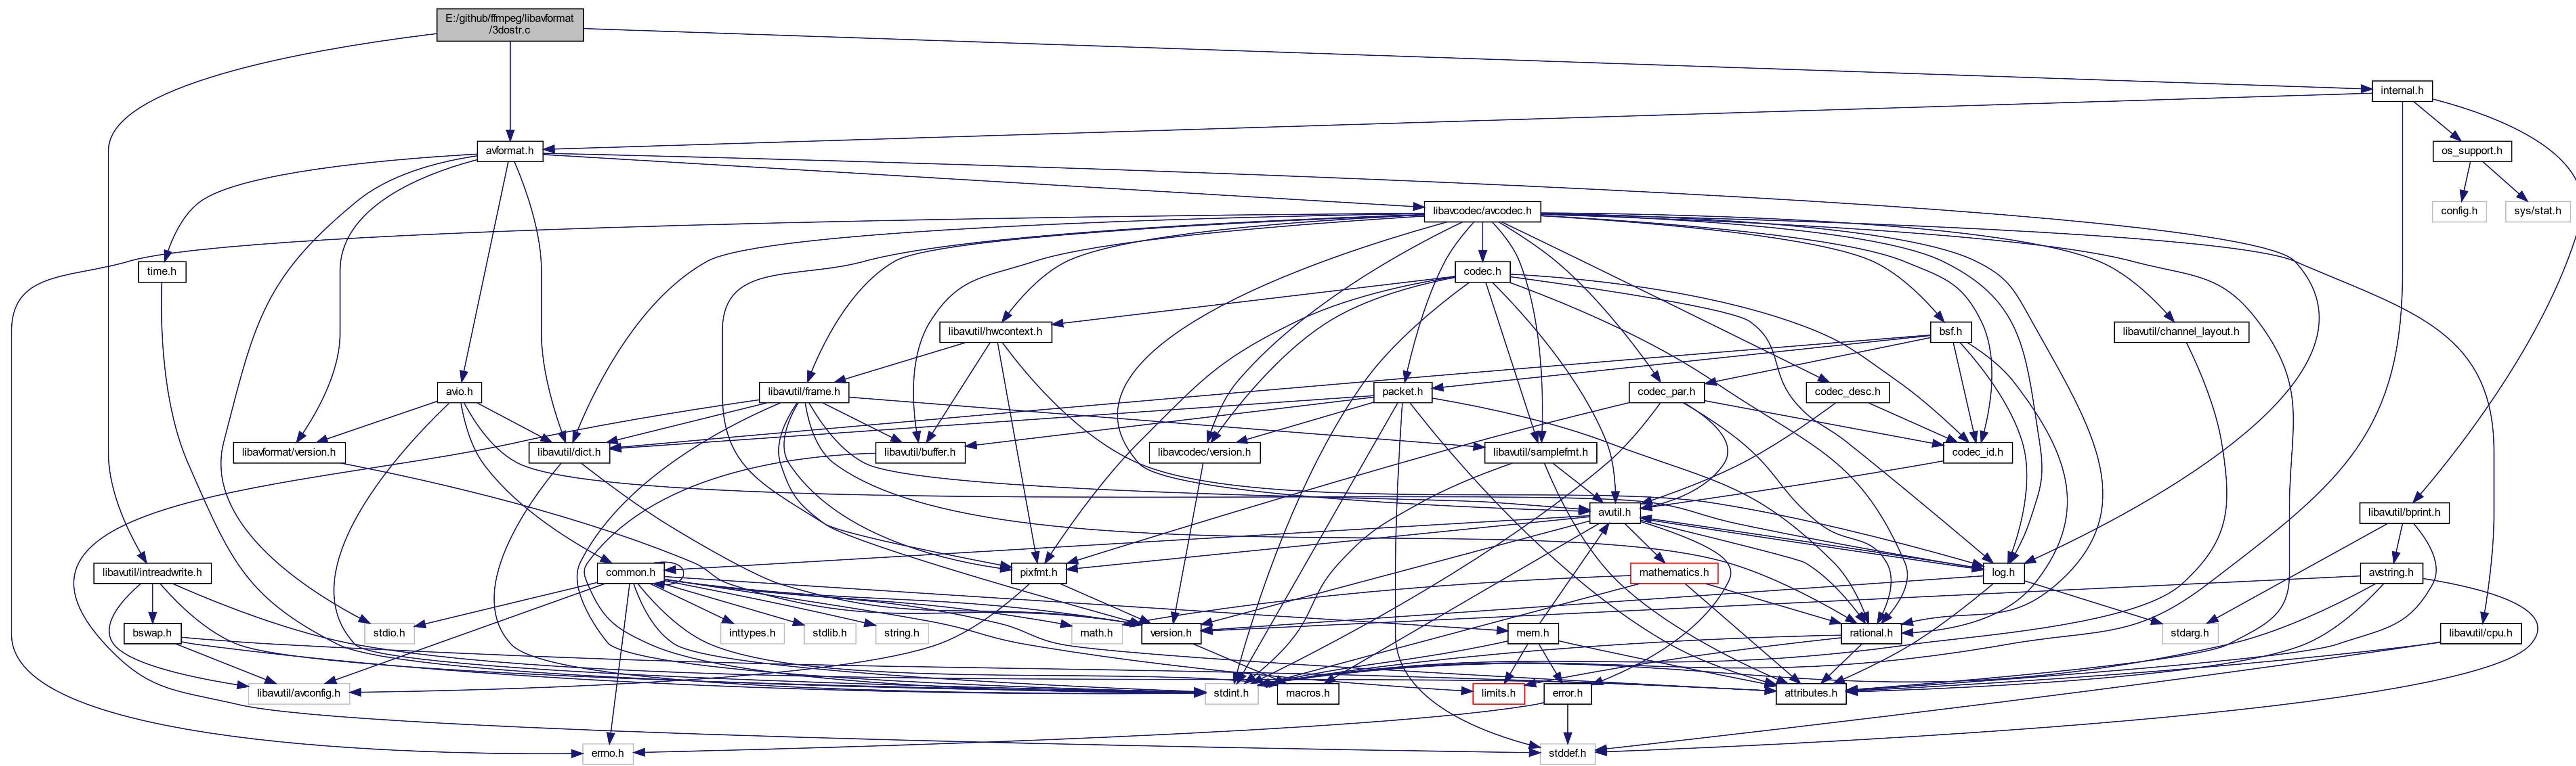 E:/github/ffmpeg/libavformat
/3dostr.c
internal.h
avformat.h
os_support.h
libavcodec/avcodec.h
config.h
sys/stat.h
time.h
codec.h
libavutil/hwcontext.h
bsf.h
libavutil/channel_layout.h
avio.h
libavutil/frame.h
packet.h
codec_par.h
codec_desc.h
libavformat/version.h
libavutil/dict.h
libavutil/buffer.h
libavcodec/version.h
libavutil/samplefmt.h
codec_id.h
avutil.h
libavutil/bprint.h
libavutil/intreadwrite.h
common.h
pixfmt.h
mathematics.h
log.h
avstring.h
bswap.h
stdio.h
inttypes.h
stdlib.h
string.h
math.h
version.h
mem.h
rational.h
stdarg.h
libavutil/cpu.h
libavutil/avconfig.h
stdint.h
macros.h
limits.h
error.h
attributes.h
errno.h
stddef.h